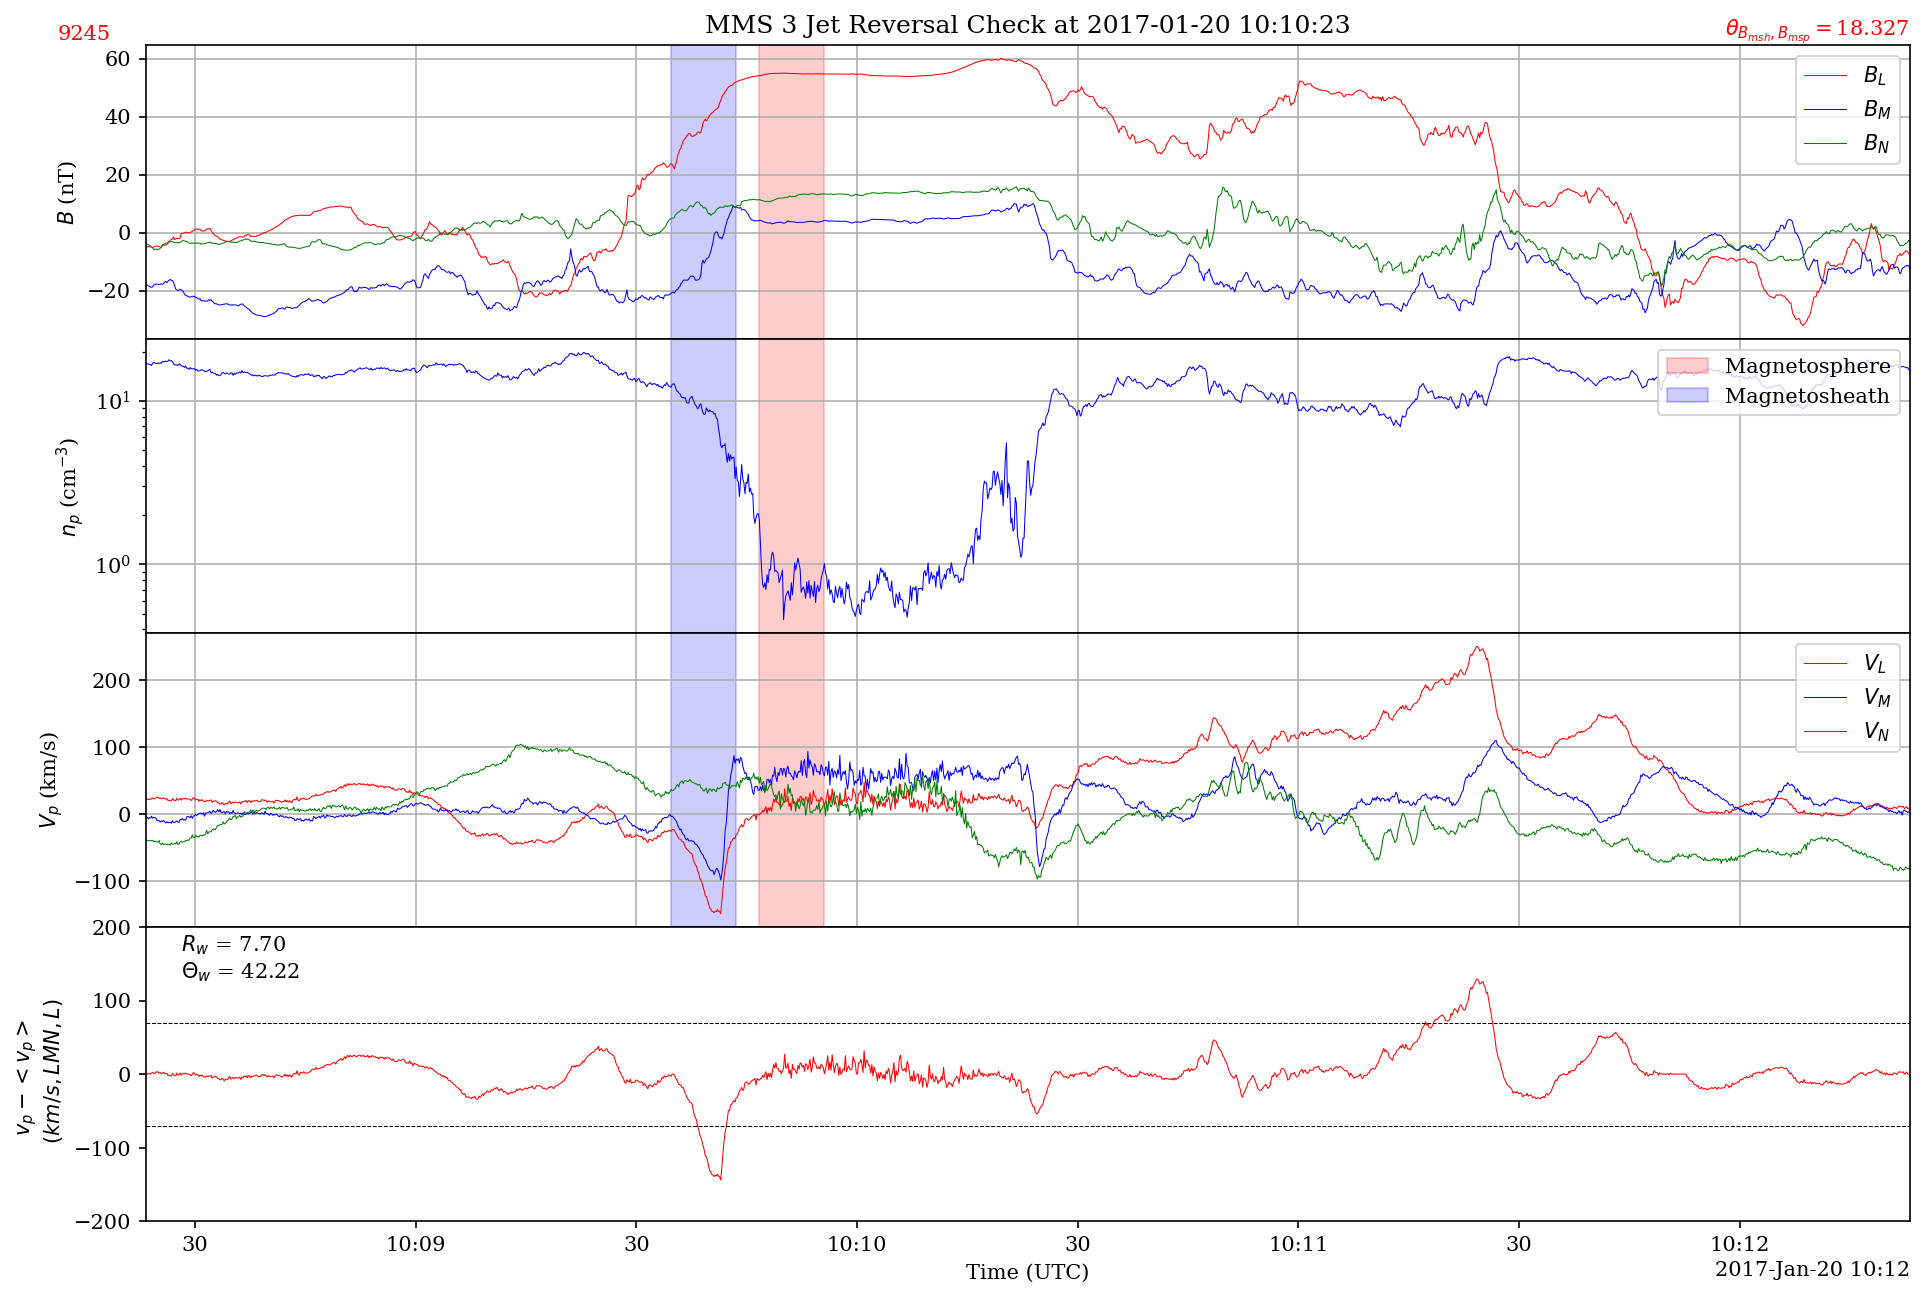 9245
MMS 3 Jet Reversal Check at 2017-01-20 10:10:23
θ_{B_{msh}, B_{msp}} = 18.327
B (nT)
60
40
20
0
−20
B_L
B_M
B_N
n_p (cm⁻³)
10¹
10⁰
Magnetosphere
Magnetosheath
V_p (km/s)
200
100
0
−100
V_L
V_M
V_N
v_p − < v_p >
(km/s, LMN, L)
200
100
0
−100
−200
R_w = 7.70
Θ_w = 42.22
30
10:09
30
10:10
30
10:11
30
10:12
Time (UTC)
2017-Jan-20 10:12